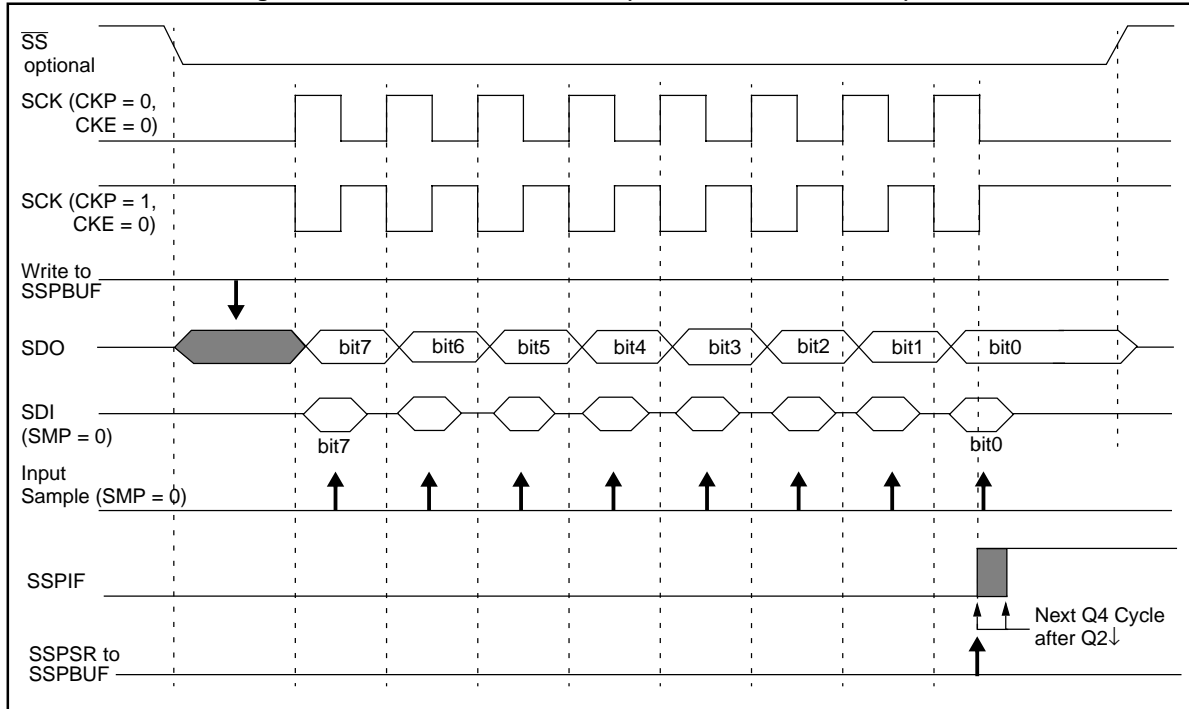 SS
optional
SCK (CKP = 0,
CKE = 0)
SCK (CKP = 1,
CKE = 0)
Write to
SSPBUF
SDO
bit7 bit6 bit5 bit4 bit3 bit2 bit1 bit0
SDI
(SMP = 0)
bit7 bit0
Input
Sample (SMP = 0)
SSPIF
Next Q4 Cycle
after Q2↓
SSPSR to
SSPBUF